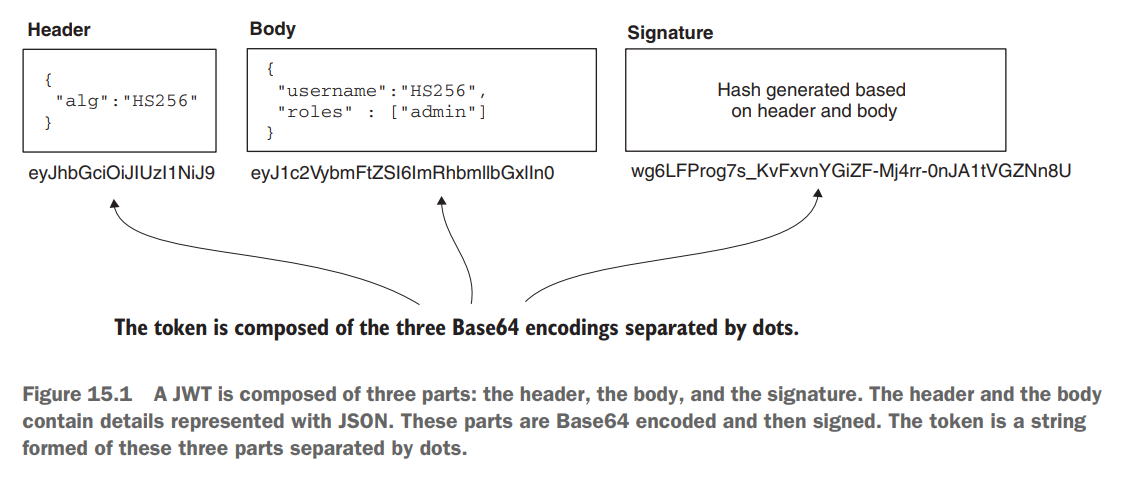 Header
{
"alg":"HS256"
}
eyJhbGciOiJIUzI1NiJ9
Body
{
"username":"HS256",
"roles" : ["admin"]
}
eyJ1c2VybmFtZSI6ImRhbmllbGxlIn0
Signature
Hash generated based
on header and body
wg6LFProg7s_KvFxvnYGiZF-Mj4rr-0nJA1tVGZNn8U
The token is composed of the three Base64 encodings separated by dots.
Figure 15.1 A JWT is composed of three parts: the header, the body, and the signature. The header and the body
contain details represented with JSON. These parts are Base64 encoded and then signed. The token is a string
formed of these three parts separated by dots.